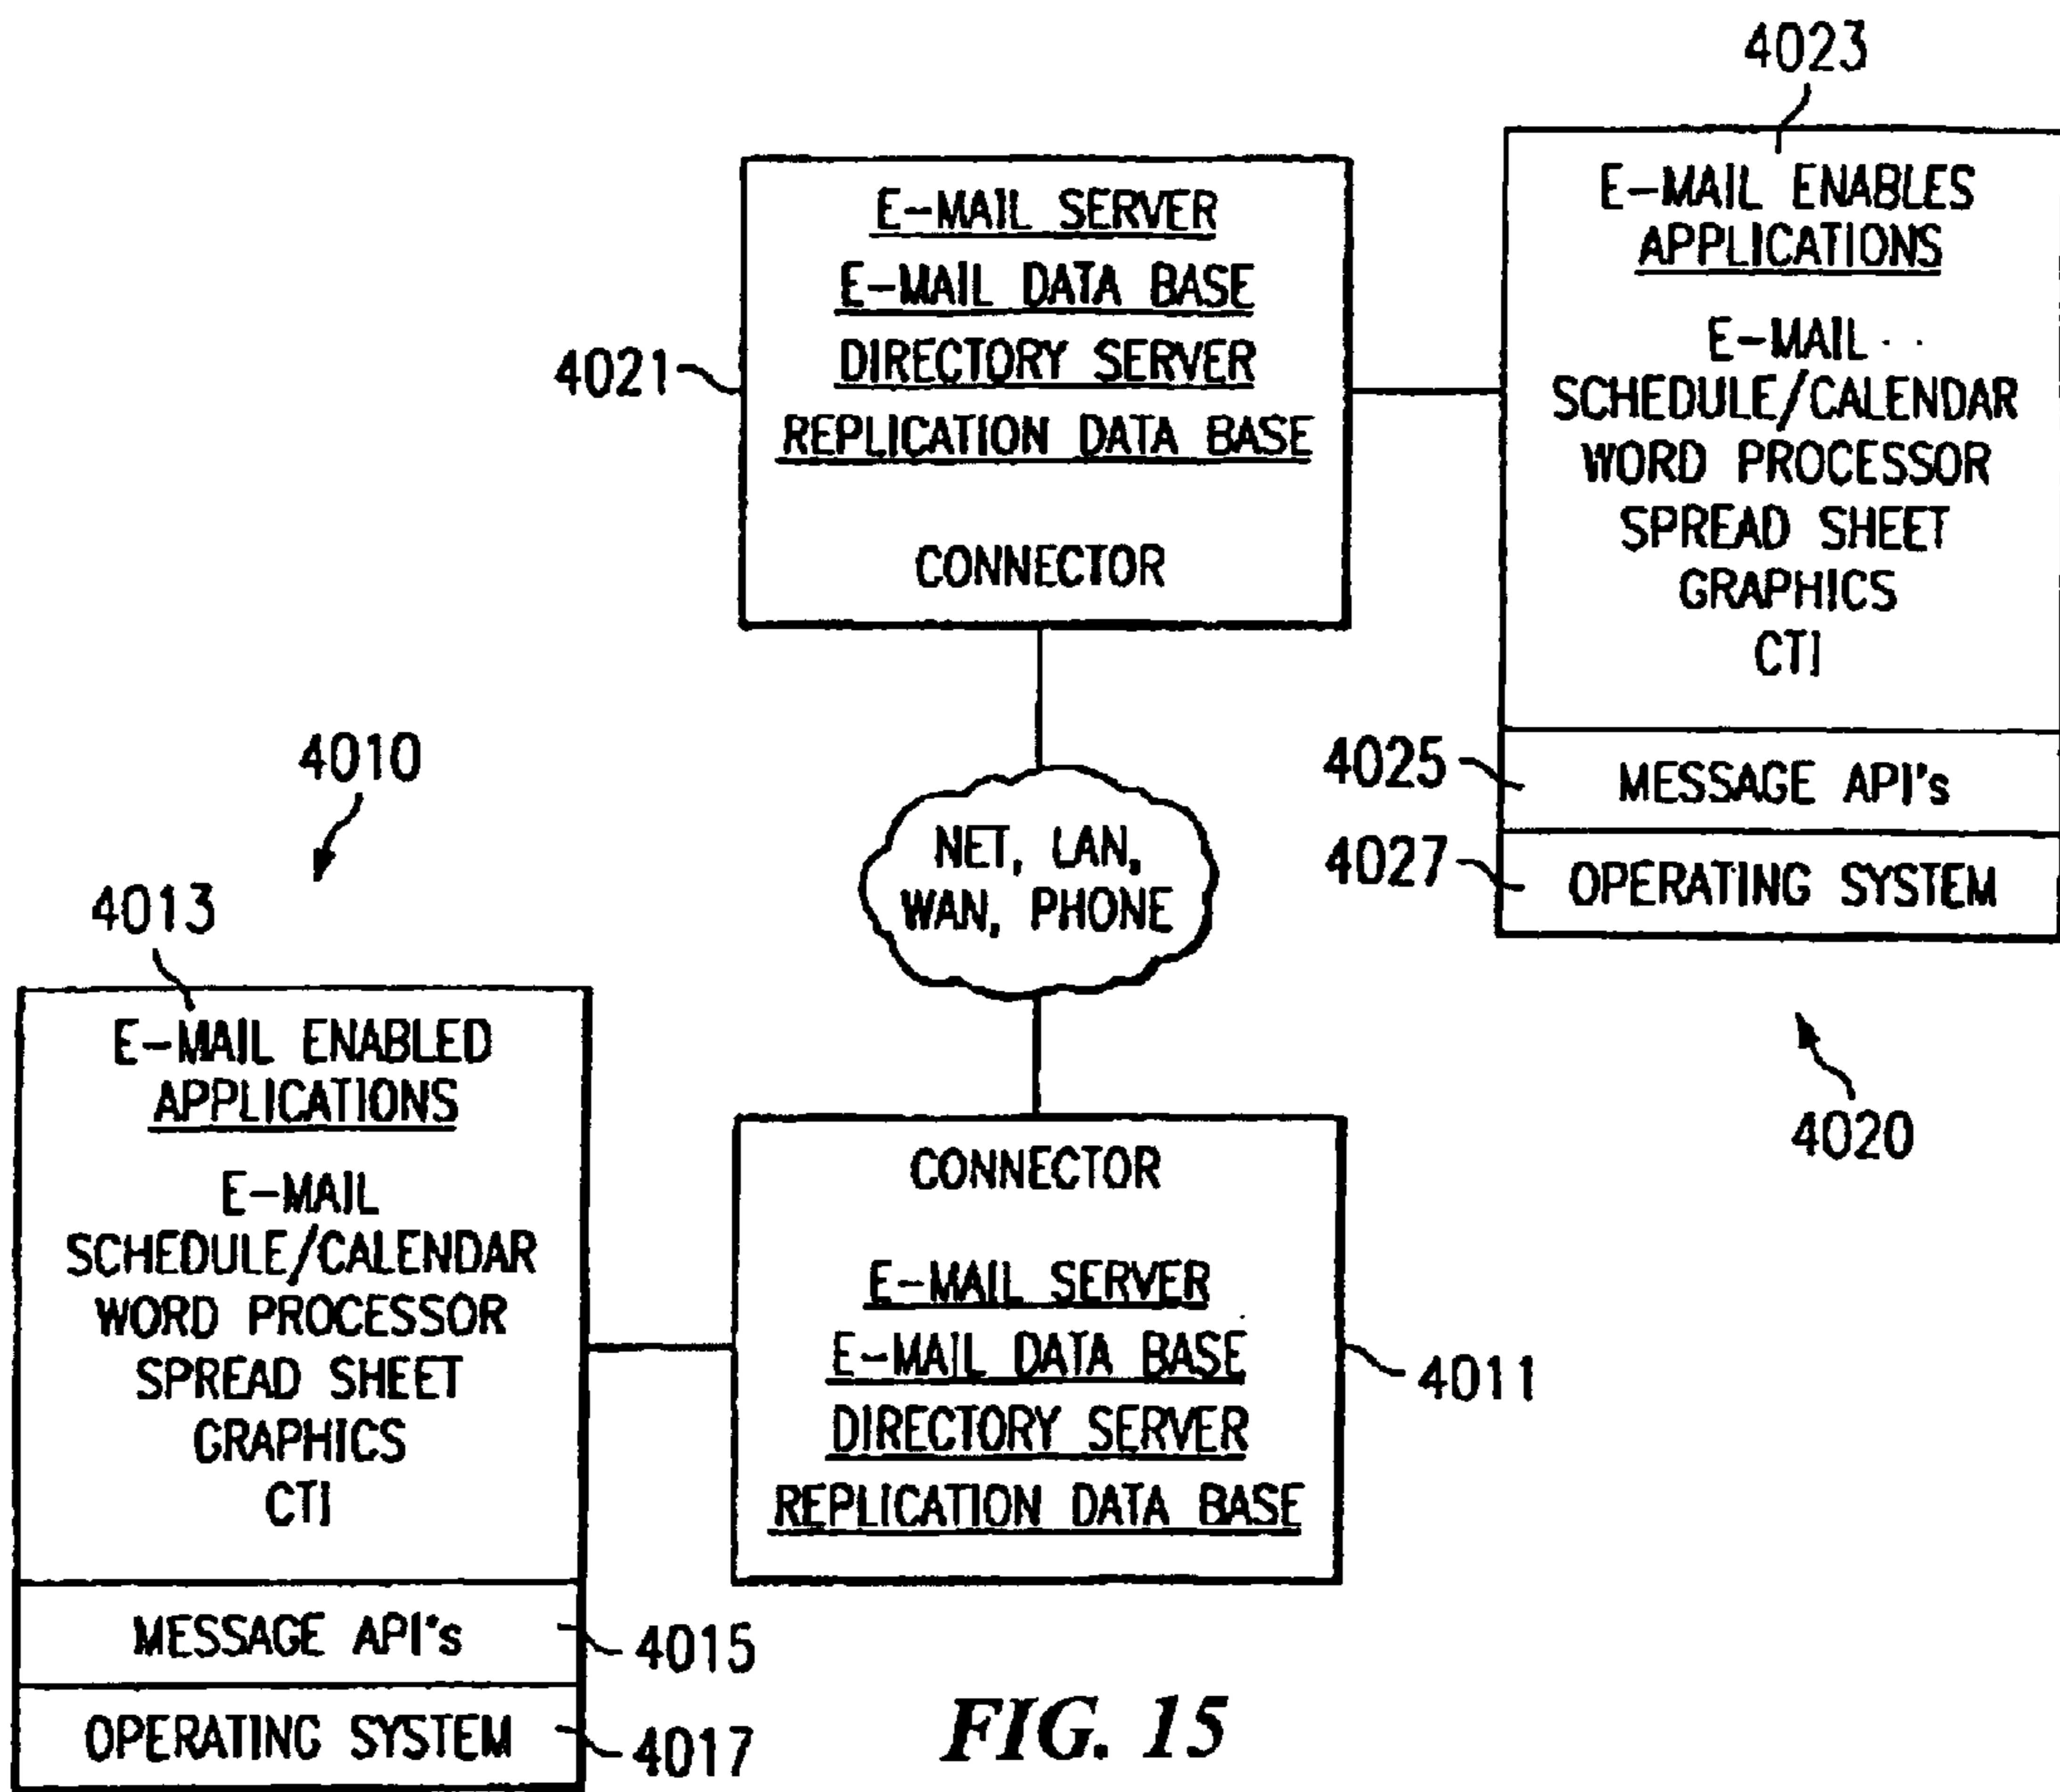 4023
E-MAIL SERVER
E-MAIL DATA BASE
DIRECTORY SERVER
REPLICATION DATA BASE
CONNECTOR
4021
E-MAIL ENABLES
APPLICATIONS
E-MAIL
SCHEDULE/CALENDAR
WORD PROCESSOR
SPREAD SHEET
GRAPHICS
CTI
4025
MESSAGE API's
4027
OPERATING SYSTEM
4020
NET, LAN,
WAN, PHONE
4010
4013
E-MAIL ENABLED
APPLICATIONS
E-MAIL
SCHEDULE/CALENDAR
WORD PROCESSOR
SPREAD SHEET
GRAPHICS
CTI
MESSAGE API's
4015
OPERATING SYSTEM
4017
CONNECTOR
E-MAIL SERVER
E-MAIL DATA BASE
DIRECTORY SERVER
REPLICATION DATA BASE
4011
FIG. 15